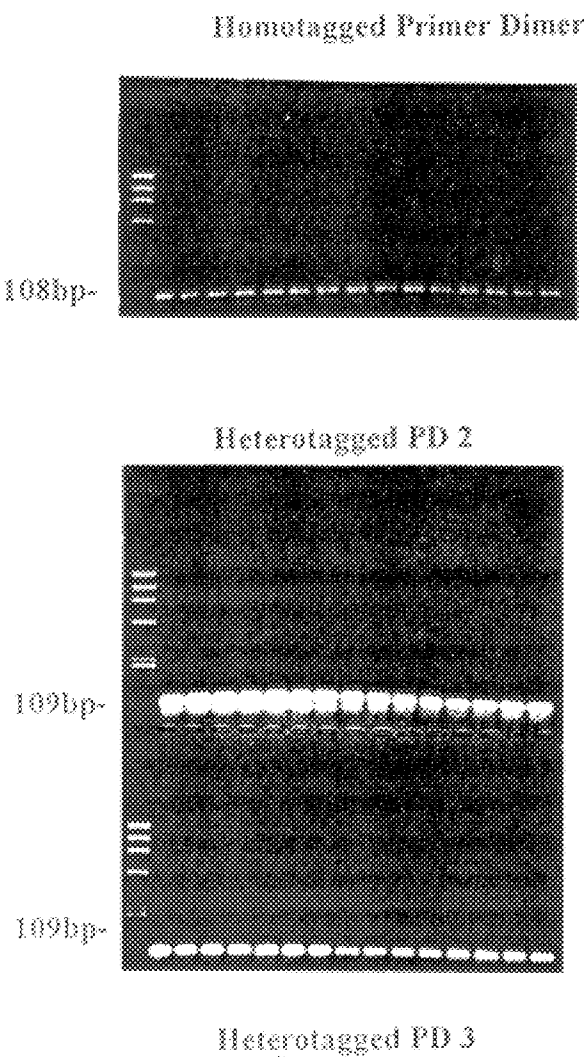 Homotagged Primer Dimer
108bp-
Heterotagged PD 2
109bp-
109bp-
Heterotagged PD 3